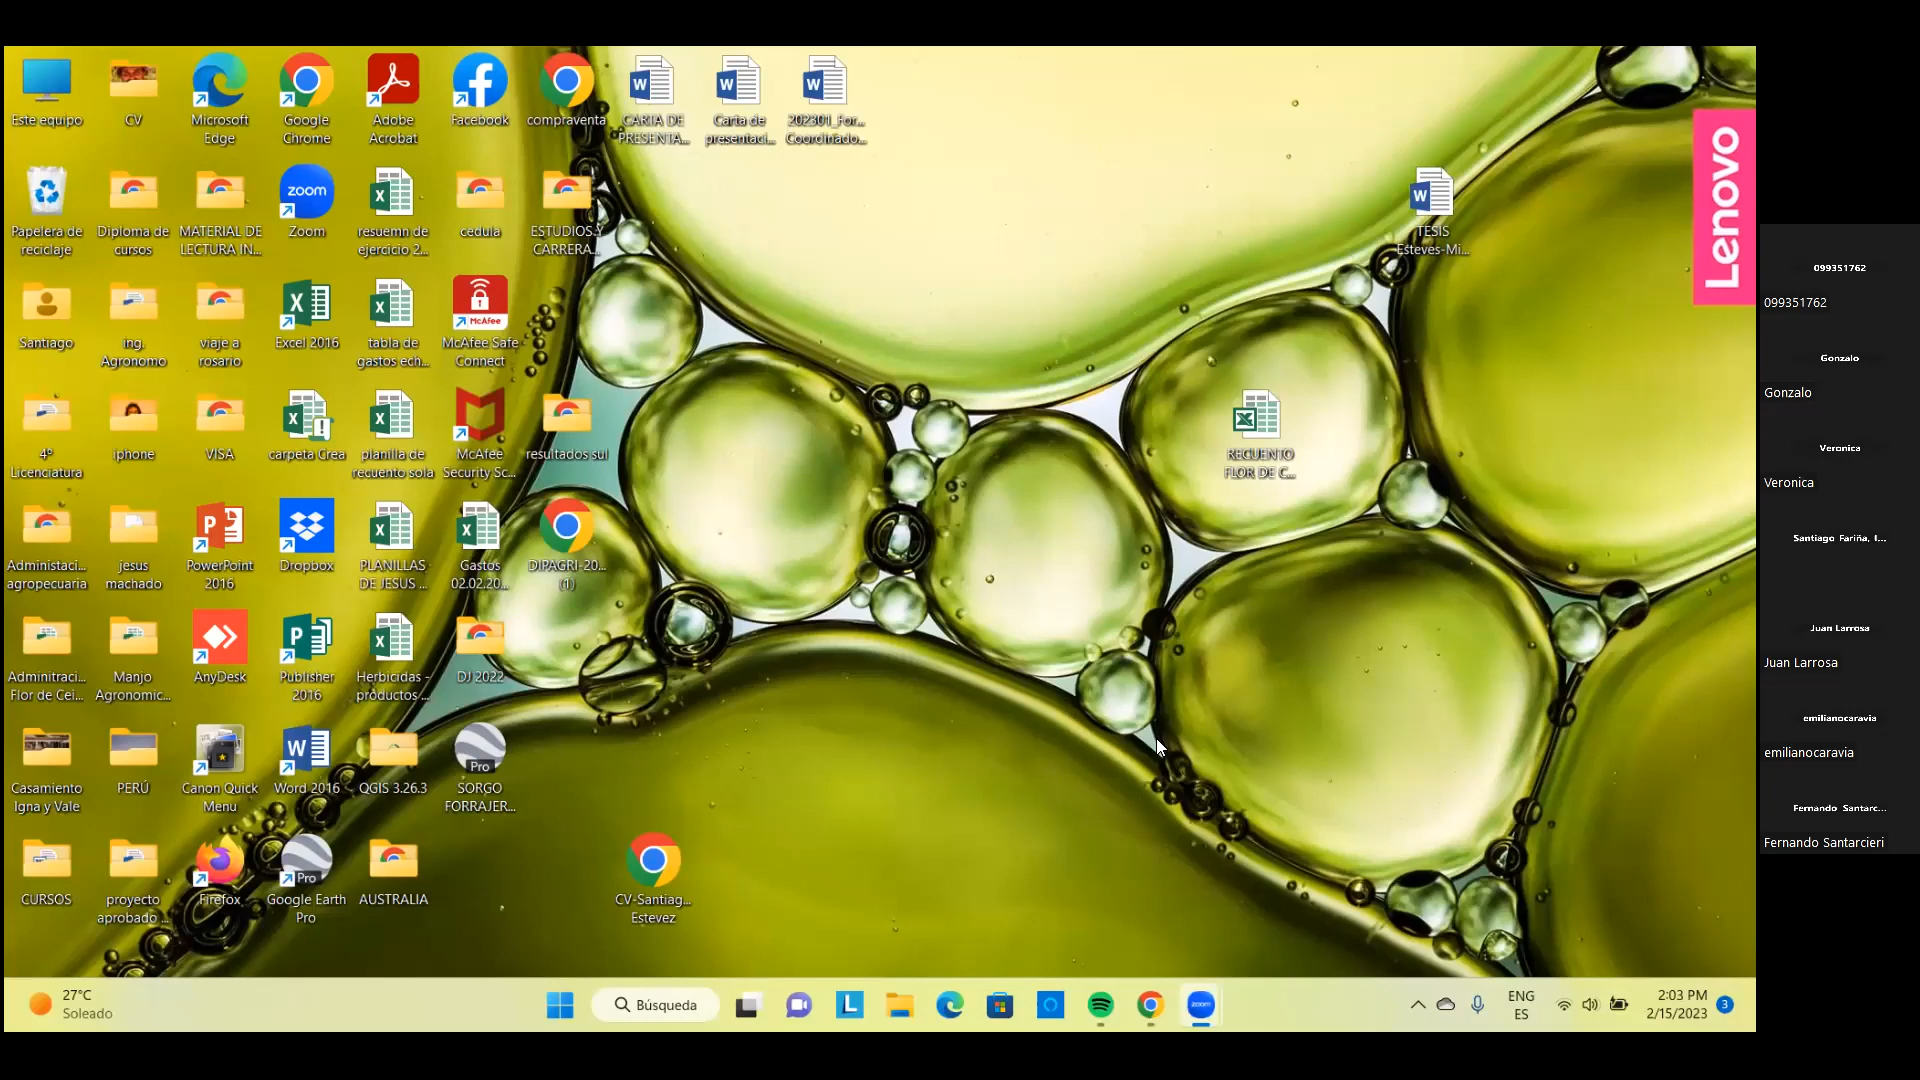 Este equipo
CV
Microsoft
Edge
Google
Chrome
Adobe
Acrobat
Facebook
compraventa
CARTA DE
PRESENTA...
Carta de
presentaci...
202301_For...
Coordinado...
Papelera de
reciclaje
Diploma de
cursos
MATERIAL DE
LECTURA IN...
zoom
Zoom
resuemn de
ejercicio 2...
cedula
ESTUDIOS Y
CARRERA...
TESIS
Esteves-Mi...
Lenovo
Santiago
ing.
Agronomo
viaje a
rosario
Excel 2016
tabla de
gastos ech...
McAfee
McAfee Safe
Connect
4º
Licenciatura
iphone
VISA
carpeta Crea
planilla de
recuento sola
McAfee
Security Sc...
resultados sul
RECUENTO
FLOR DE C...
Administaci...
agropecuaria
jesus
machado
PowerPoint
2016
Dropbox
PLANILLAS
DE JESUS ...
Gastos
02.02.20...
DIPAGRI-20...
(1)
Adminitraci...
Flor de Cei...
Manjo
Agronomic...
AnyDesk
Publisher
2016
Herbicidas -
productos ...
DJ 2022
Casamiento
Igna y Vale
PERÚ
Canon Quick
Menu
Word 2016
QGIS 3.26.3
Pro
SORGO
FORRAJER...
CURSOS
proyecto
aprobado ...
Firefox
Pro
Google Earth
Pro
AUSTRALIA
CV-Santiag...
Estevez
27°C
Soleado
Búsqueda
zoom
ENG
ES
2:03 PM
2/15/2023
3
099351762
099351762
Gonzalo
Gonzalo
Veronica
Veronica
Santiago Fariña, I...
Juan Larrosa
Juan Larrosa
emilianocaravia
emilianocaravia
Fernando Santarc...
Fernando Santarcieri